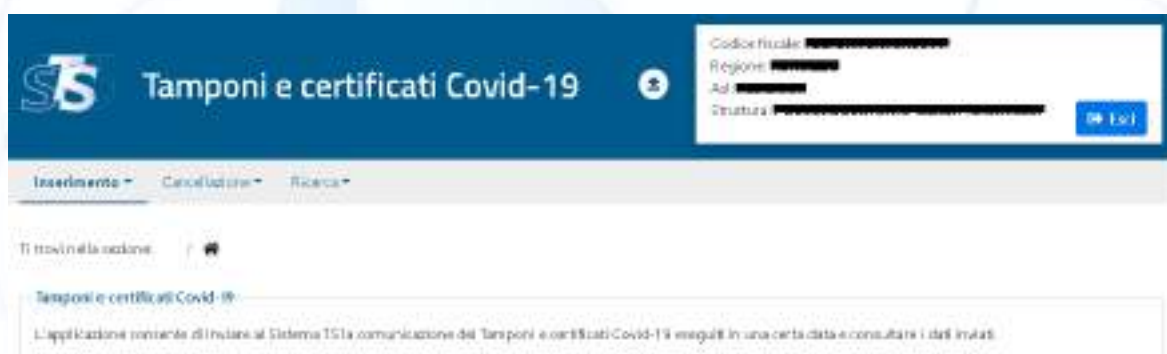 STS Tamponi e certificati Covid-19
Codice fiscale:
Regione:
Asl:
Struttura:
Esci
Inserimento Cancellazione Ricerca
Ti trovi nella sezione: /
Tamponi e certificati Covid-19
L'applicazione consente di inviare al Sistema TS la comunicazione dei Tamponi e certificati Covid-19 eseguiti in una certa data e consultare i dati inviati.